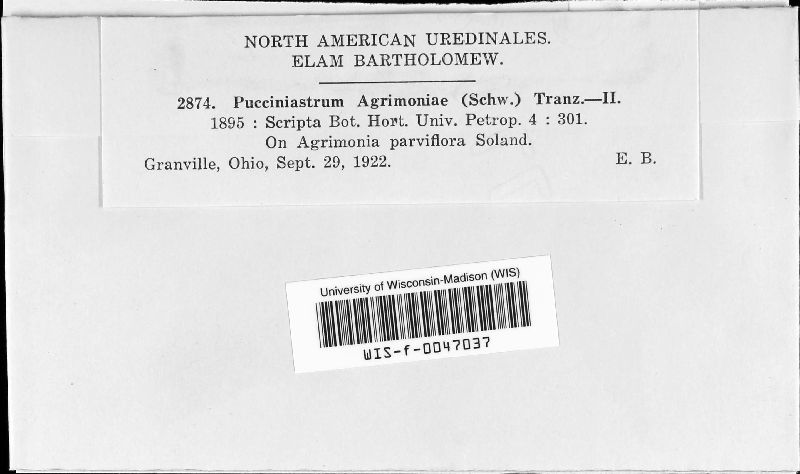 NORTH AMERICAN UREDINALES.
ELAM BARTHOLOMEW.
2874. Pucciniastrum Agrimoniae (Schw.) Tranz.—II.
1895 : Scripta Bot. Hort. Univ. Petrop. 4 : 301.
On Agrimonia parviflora Soland.
Granville, Ohio, Sept. 29, 1922. E. B.
University of Wisconsin-Madison (WIS)
WIS-f-0047037